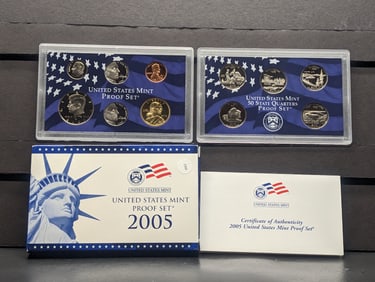 UNITED STATES MINT
PROOF SET
UNITED STATES MINT
50 STATE QUARTERS
PROOF SET
UNITED STATES MINT
UNITED STATES MINT
PROOF SET
2005
UNITED STATES MINT
Certificate of Authenticity
2005 United States Mint Proof Set